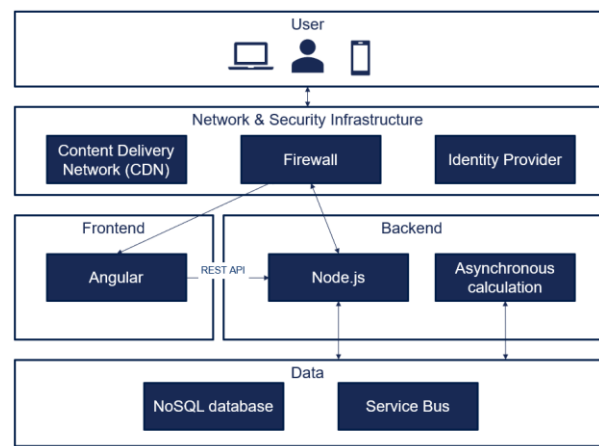 User
Network & Security Infrastructure
Content Delivery
Network (CDN)
Firewall
Identity Provider
Frontend
Backend
Angular
REST API
Node.js
Asynchronous
calculation
Data
NoSQL database
Service Bus